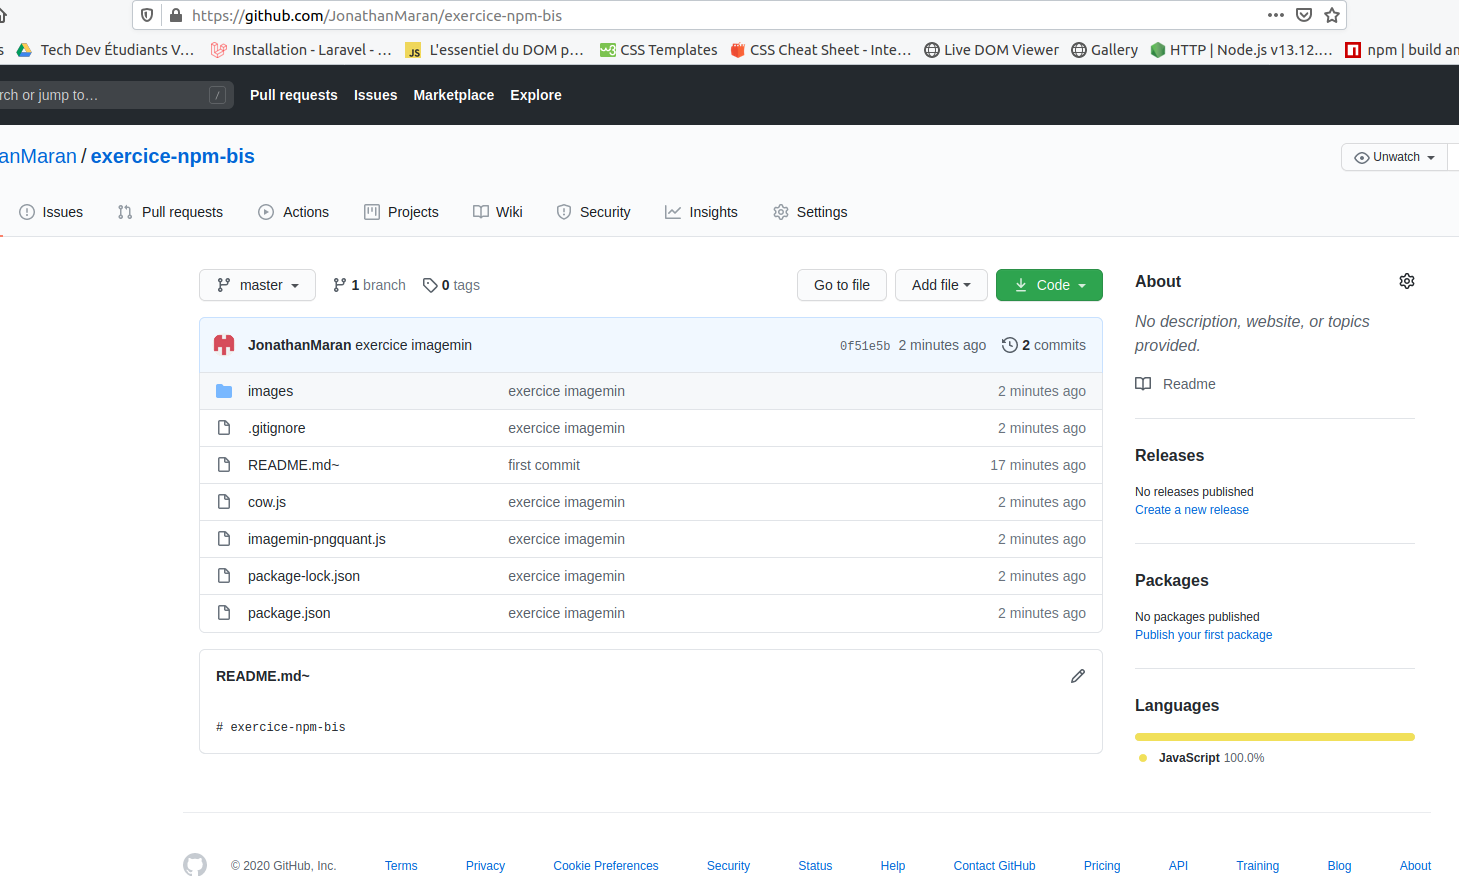 https://github.com/JonathanMaran/exercice-npm-bis
s Tech Dev Étudiants V… Installation - Laravel - … L'essentiel du DOM p… CSS Templates CSS Cheat Sheet - Inte… Live DOM Viewer Gallery HTTP | Node.js v13.12.… npm | build an
rch or jump to… / Pull requests Issues Marketplace Explore
anMaran / exercice-npm-bis
Unwatch
Issues Pull requests Actions Projects Wiki Security Insights Settings
master 1 branch 0 tags Go to file Add file Code
JonathanMaran exercice imagemin 0f51e5b 2 minutes ago 2 commits
images exercice imagemin 2 minutes ago
.gitignore exercice imagemin 2 minutes ago
README.md~ first commit 17 minutes ago
cow.js exercice imagemin 2 minutes ago
imagemin-pngquant.js exercice imagemin 2 minutes ago
package-lock.json exercice imagemin 2 minutes ago
package.json exercice imagemin 2 minutes ago
README.md~
# exercice-npm-bis
About
No description, website, or topics
provided.
Readme
Releases
No releases published
Create a new release
Packages
No packages published
Publish your first package
Languages
JavaScript 100.0%
© 2020 GitHub, Inc. Terms Privacy Cookie Preferences Security Status Help Contact GitHub Pricing API Training Blog About